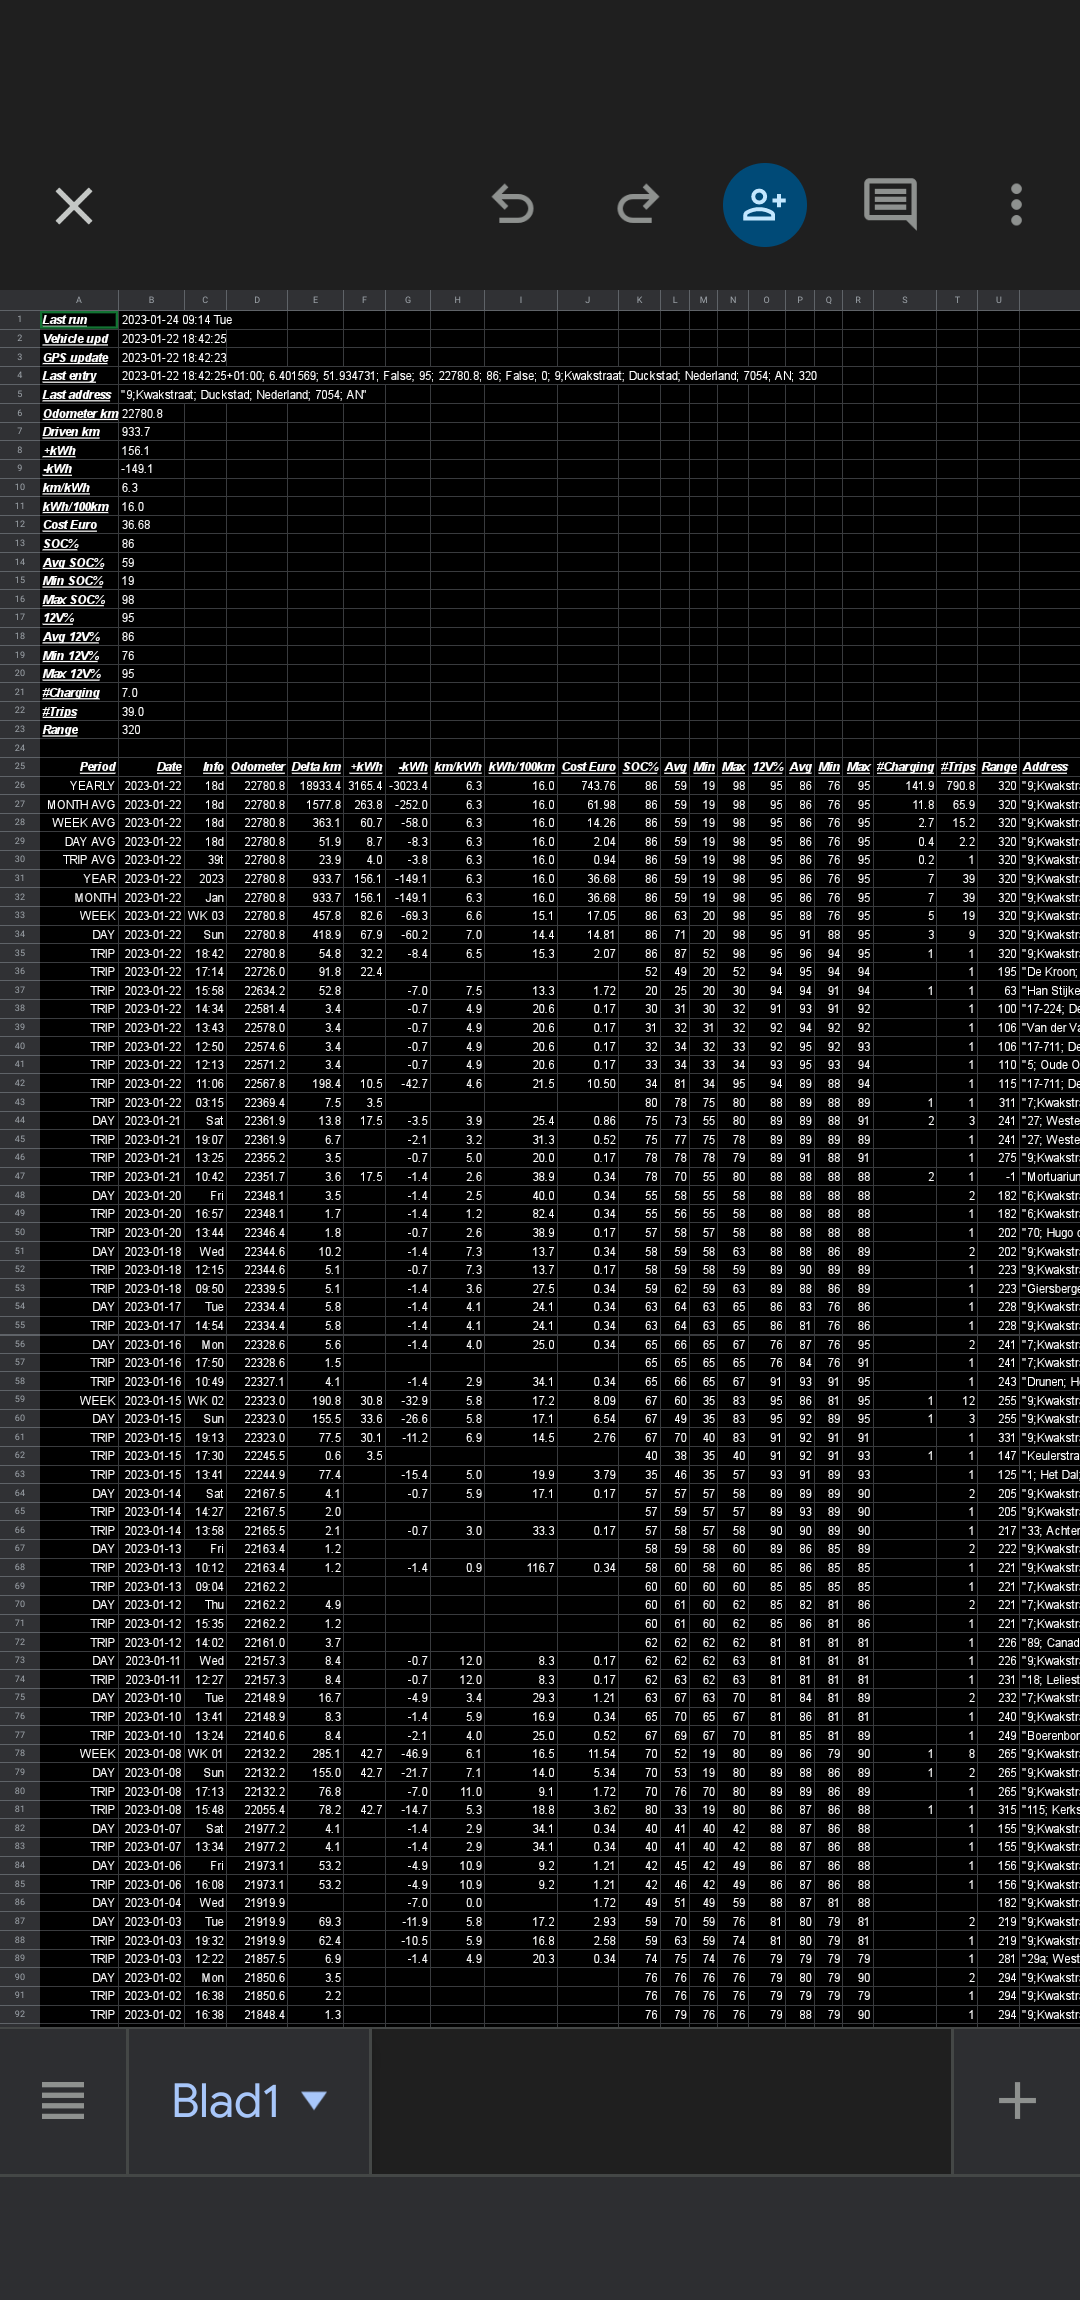 A B C D E F G H I J K L M N O P Q R S T U
1 Last run 2023-01-24 09:14 Tue
2 Vehicle upd 2023-01-22 18:42:25
3 GPS update 2023-01-22 18:42:23
4 Last entry 2023-01-22 18:42:25+01:00; 6.401569; 51.934731; False; 95; 22780.8; 86; False; 0; 9;Kwakstraat; Duckstad; Nederland; 7054; AN; 320
5 Last address "9;Kwakstraat; Duckstad; Nederland; 7054; AN"
6 Odometer km 22780.8
7 Driven km 933.7
8 +kWh 156.1
9 -kWh -149.1
10 km/kWh 6.3
11 kWh/100km 16.0
12 Cost Euro 36.68
13 SOC% 86
14 Avg SOC% 59
15 Min SOC% 19
16 Max SOC% 98
17 12V% 95
18 Avg 12V% 86
19 Min 12V% 76
20 Max 12V% 95
21 #Charging 7.0
22 #Trips 39.0
23 Range 320
24
25 Period Date Info Odometer Delta km +kWh -kWh km/kWh kWh/100km Cost Euro SOC% Avg Min Max 12V% Avg Min Max #Charging #Trips Range Address
26 YEARLY 2023-01-22 18d 22780.8 18933.4 3165.4 -3023.4 6.3 16.0 743.76 86 59 19 98 95 86 76 95 141.9 790.8 320 "9;Kwakstr
27 MONTH AVG 2023-01-22 18d 22780.8 1577.8 263.8 -252.0 6.3 16.0 61.98 86 59 19 98 95 86 76 95 11.8 65.9 320 "9;Kwakstr
28 WEEK AVG 2023-01-22 18d 22780.8 363.1 60.7 -58.0 6.3 16.0 14.26 86 59 19 98 95 86 76 95 2.7 15.2 320 "9;Kwakstr
29 DAY AVG 2023-01-22 18d 22780.8 51.9 8.7 -8.3 6.3 16.0 2.04 86 59 19 98 95 86 76 95 0.4 2.2 320 "9;Kwakstr
30 TRIP AVG 2023-01-22 39t 22780.8 23.9 4.0 -3.8 6.3 16.0 0.94 86 59 19 98 95 86 76 95 0.2 1 320 "9;Kwakstr
31 YEAR 2023-01-22 2023 22780.8 933.7 156.1 -149.1 6.3 16.0 36.68 86 59 19 98 95 86 76 95 7 39 320 "9;Kwakstr
32 MONTH 2023-01-22 Jan 22780.8 933.7 156.1 -149.1 6.3 16.0 36.68 86 59 19 98 95 86 76 95 7 39 320 "9;Kwakstr
33 WEEK 2023-01-22 WK 03 22780.8 457.8 82.6 -69.3 6.6 15.1 17.05 86 63 20 98 95 88 76 95 5 19 320 "9;Kwakstr
34 DAY 2023-01-22 Sun 22780.8 418.9 67.9 -60.2 7.0 14.4 14.81 86 71 20 98 95 91 88 95 3 9 320 "9;Kwakstr
35 TRIP 2023-01-22 18:42 22780.8 54.8 32.2 -8.4 6.5 15.3 2.07 86 87 52 98 95 96 94 95 1 1 320 "9;Kwakstr
36 TRIP 2023-01-22 17:14 22726.0 91.8 22.4 52 49 20 52 94 95 94 94 1 195 "De Kroon;
37 TRIP 2023-01-22 15:58 22634.2 52.8 -7.0 7.5 13.3 1.72 20 25 20 30 94 94 91 94 1 1 63 "Han Stijke
38 TRIP 2023-01-22 14:34 22581.4 3.4 -0.7 4.9 20.6 0.17 30 31 30 32 91 93 91 92 1 100 "17-224; De
39 TRIP 2023-01-22 13:43 22578.0 3.4 -0.7 4.9 20.6 0.17 31 32 31 32 92 94 92 92 1 106 "Van der Va
40 TRIP 2023-01-22 12:50 22574.6 3.4 -0.7 4.9 20.6 0.17 32 34 32 33 92 95 92 93 1 106 "17-711; De
41 TRIP 2023-01-22 12:13 22571.2 3.4 -0.7 4.9 20.6 0.17 33 34 33 34 93 95 93 94 1 110 "5; Oude O
42 TRIP 2023-01-22 11:06 22567.8 198.4 10.5 -42.7 4.6 21.5 10.50 34 81 34 95 94 89 88 94 1 115 "17-711; De
43 TRIP 2023-01-22 03:15 22369.4 7.5 3.5 80 78 75 80 88 89 88 89 1 1 311 "7;Kwakstr
44 DAY 2023-01-21 Sat 22361.9 13.8 17.5 -3.5 3.9 25.4 0.86 75 73 55 80 89 89 88 91 2 3 241 "27; Weste
45 TRIP 2023-01-21 19:07 22361.9 6.7 -2.1 3.2 31.3 0.52 75 77 75 78 89 89 89 89 1 241 "27; Weste
46 TRIP 2023-01-21 13:25 22355.2 3.5 -0.7 5.0 20.0 0.17 78 78 78 79 89 91 88 91 1 275 "9;Kwakstr
47 TRIP 2023-01-21 10:42 22351.7 3.6 17.5 -1.4 2.6 38.9 0.34 78 70 55 80 88 88 88 88 2 1 -1 "Mortuariun
48 DAY 2023-01-20 Fri 22348.1 3.5 -1.4 2.5 40.0 0.34 55 58 55 58 88 88 88 88 2 182 "6;Kwakstr
49 TRIP 2023-01-20 16:57 22348.1 1.7 -1.4 1.2 82.4 0.34 55 56 55 58 88 88 88 88 1 182 "6;Kwakstr
50 TRIP 2023-01-20 13:44 22346.4 1.8 -0.7 2.6 38.9 0.17 57 58 57 58 88 88 88 88 1 202 "70; Hugo d
51 DAY 2023-01-18 Wed 22344.6 10.2 -1.4 7.3 13.7 0.34 58 59 58 63 88 88 86 89 2 202 "9;Kwakstr
52 TRIP 2023-01-18 12:15 22344.6 5.1 -0.7 7.3 13.7 0.17 58 59 58 59 89 90 89 89 1 223 "9;Kwakstr
53 TRIP 2023-01-18 09:50 22339.5 5.1 -1.4 3.6 27.5 0.34 59 62 59 63 89 88 86 89 1 223 "Giersberge
54 DAY 2023-01-17 Tue 22334.4 5.8 -1.4 4.1 24.1 0.34 63 64 63 65 86 83 76 86 1 228 "9;Kwakstr
55 TRIP 2023-01-17 14:54 22334.4 5.8 -1.4 4.1 24.1 0.34 63 64 63 65 86 81 76 86 1 228 "9;Kwakstr
56 DAY 2023-01-16 Mon 22328.6 5.6 -1.4 4.0 25.0 0.34 65 66 65 67 76 87 76 95 2 241 "7;Kwakstr
57 TRIP 2023-01-16 17:50 22328.6 1.5 65 65 65 65 76 84 76 91 1 241 "7;Kwakstr
58 TRIP 2023-01-16 10:49 22327.1 4.1 -1.4 2.9 34.1 0.34 65 66 65 67 91 93 91 95 1 243 "Drunen; H
59 WEEK 2023-01-15 WK 02 22323.0 190.8 30.8 -32.9 5.8 17.2 8.09 67 60 35 83 95 86 81 95 1 12 255 "9;Kwakstr
60 DAY 2023-01-15 Sun 22323.0 155.5 33.6 -26.6 5.8 17.1 6.54 67 49 35 83 95 92 89 95 1 3 255 "9;Kwakstr
61 TRIP 2023-01-15 19:13 22323.0 77.5 30.1 -11.2 6.9 14.5 2.76 67 70 40 83 91 92 91 91 1 331 "9;Kwakstr
62 TRIP 2023-01-15 17:30 22245.5 0.6 3.5 40 38 35 40 91 92 91 93 1 1 147 "Keulerstra
63 TRIP 2023-01-15 13:41 22244.9 77.4 -15.4 5.0 19.9 3.79 35 46 35 57 93 91 89 93 1 125 "1; Het Dal;
64 DAY 2023-01-14 Sat 22167.5 4.1 -0.7 5.9 17.1 0.17 57 57 57 58 89 89 89 90 2 205 "9;Kwakstr
65 TRIP 2023-01-14 14:27 22167.5 2.0 57 59 57 57 89 93 89 90 1 205 "9;Kwakstr
66 TRIP 2023-01-14 13:58 22165.5 2.1 -0.7 3.0 33.3 0.17 57 58 57 58 90 90 89 90 1 217 "33; Achter
67 DAY 2023-01-13 Fri 22163.4 1.2 58 59 58 60 89 86 85 89 2 222 "9;Kwakstr
68 TRIP 2023-01-13 10:12 22163.4 1.2 -1.4 0.9 116.7 0.34 58 60 58 60 85 86 85 85 1 221 "9;Kwakstr
69 TRIP 2023-01-13 09:04 22162.2 60 60 60 60 85 85 85 85 1 221 "7;Kwakstr
70 DAY 2023-01-12 Thu 22162.2 4.9 60 61 60 62 85 82 81 86 2 221 "7;Kwakstr
71 TRIP 2023-01-12 15:35 22162.2 1.2 60 61 60 62 85 86 81 86 1 221 "7;Kwakstr
72 TRIP 2023-01-12 14:02 22161.0 3.7 62 62 62 62 81 81 81 81 1 226 "89; Canad
73 DAY 2023-01-11 Wed 22157.3 8.4 -0.7 12.0 8.3 0.17 62 62 62 62 81 81 81 81 1 226 "9;Kwakstr
74 TRIP 2023-01-11 12:27 22157.3 8.4 -0.7 12.0 8.3 0.17 62 63 62 63 81 81 81 81 1 231 "18; Leliest
75 DAY 2023-01-10 Tue 22148.9 16.7 -4.9 3.4 29.3 1.21 63 67 63 70 81 84 81 89 2 232 "7;Kwakstr
76 TRIP 2023-01-10 13:41 22148.9 8.3 -1.4 5.9 16.9 0.34 65 70 65 67 81 86 81 81 1 240 "9;Kwakstr
77 TRIP 2023-01-10 13:24 22140.6 8.4 -2.1 4.0 25.0 0.52 67 69 67 70 81 85 81 89 1 249 "Boerenbor
78 WEEK 2023-01-08 WK 01 22132.2 285.1 42.7 -46.9 6.1 16.5 11.54 70 52 19 80 89 86 79 90 1 8 265 "9;Kwakstr
79 DAY 2023-01-08 Sun 22132.2 155.0 42.7 -21.7 7.1 14.0 5.34 70 53 19 80 89 88 86 89 1 2 265 "9;Kwakstr
80 TRIP 2023-01-08 17:13 22132.2 76.8 -7.0 11.0 9.1 1.72 70 76 70 80 89 89 86 89 1 265 "9;Kwakstr
81 TRIP 2023-01-08 15:48 22055.4 78.2 42.7 -14.7 5.3 18.8 3.62 80 33 19 80 86 87 86 88 1 1 315 "115; Kerks
82 DAY 2023-01-07 Sat 21977.2 4.1 -1.4 2.9 34.1 0.34 40 41 40 42 88 87 86 88 1 155 "9;Kwakstr
83 TRIP 2023-01-07 13:34 21977.2 4.1 -1.4 2.9 34.1 0.34 40 41 40 42 88 87 86 88 1 155 "9;Kwakstr
84 DAY 2023-01-06 Fri 21973.1 53.2 -4.9 10.9 9.2 1.21 42 45 42 49 86 87 86 88 1 156 "9;Kwakstr
85 TRIP 2023-01-06 16:08 21973.1 53.2 -4.9 10.9 9.2 1.21 42 46 42 49 86 87 86 88 1 156 "9;Kwakstr
86 DAY 2023-01-04 Wed 21919.9 -7.0 0.0 1.72 49 51 49 59 88 87 81 88 182 "9;Kwakstr
87 DAY 2023-01-03 Tue 21919.9 69.3 -11.9 5.8 17.2 2.93 59 70 59 76 81 80 79 81 2 219 "9;Kwakstr
88 TRIP 2023-01-03 19:32 21919.9 62.4 -10.5 5.9 16.8 2.58 59 63 59 74 81 80 79 81 1 219 "9;Kwakstr
89 TRIP 2023-01-03 12:22 21857.5 6.9 -1.4 4.9 20.3 0.34 74 75 74 76 79 79 79 79 1 281 "29a; West
90 DAY 2023-01-02 Mon 21850.6 3.5 76 76 76 76 79 80 79 90 2 294 "9;Kwakstr
91 TRIP 2023-01-02 16:38 21850.6 2.2 76 76 76 76 79 79 79 79 1 294 "9;Kwakstr
92 TRIP 2023-01-02 16:38 21848.4 1.3 76 79 76 76 79 88 79 90 1 294 "9;Kwakstr
Blad1